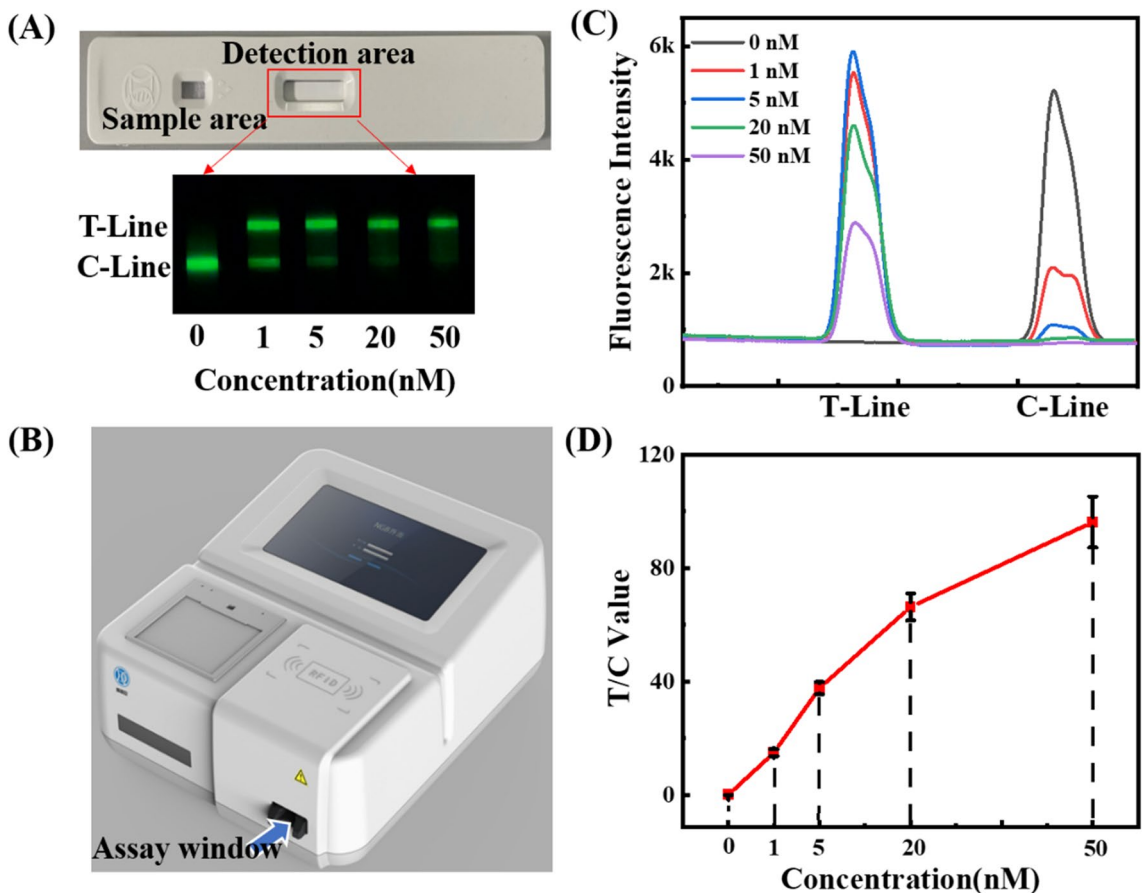 (A)
Detection area
Sample area
T-Line
C-Line
0 1 5 20 50
Concentration(nM)
(B)
RFID
Assay window
(C)
Fluorescence Intensity
6k
4k
2k
0
0 nM
1 nM
5 nM
20 nM
50 nM
T-Line C-Line
(D)
T/C Value
120
80
40
0
0 1 5 20 50
Concentration(nM)